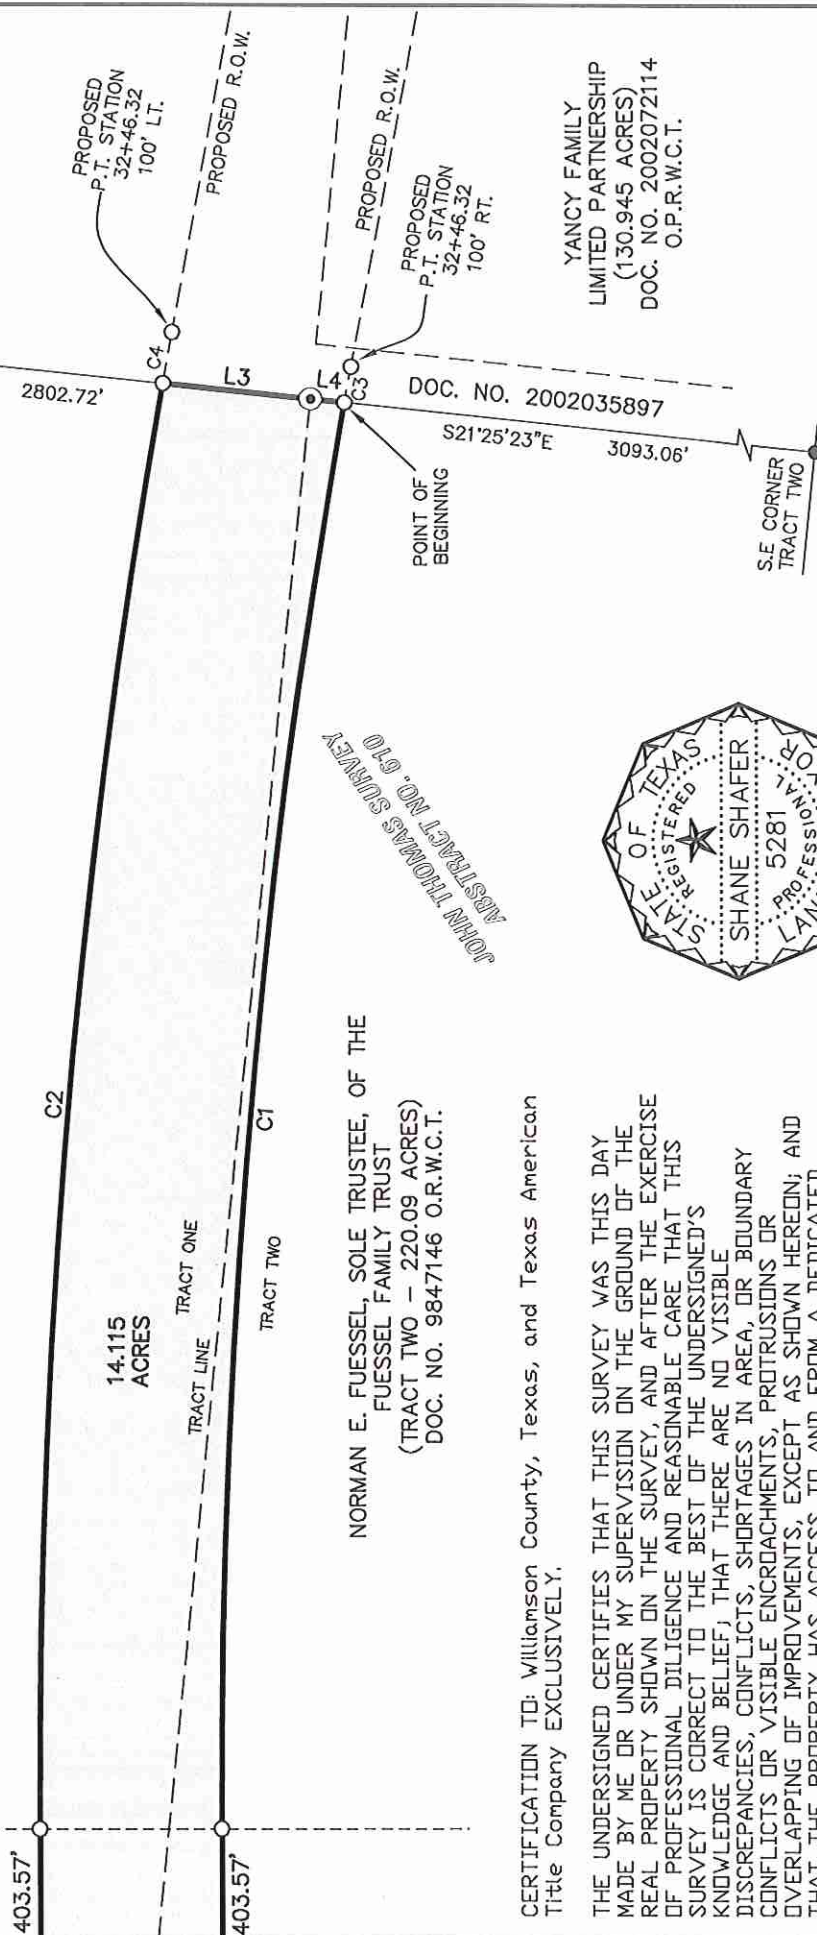 PROPOSED
P.T. STATION
32+46.32
100' LT.
PROPOSED R.O.W.
PROPOSED R.O.W.
PROPOSED
P.T. STATION
32+46.32
100' RT.
YANCY FAMILY
LIMITED PARTNERSHIP
(130.945 ACRES)
DOC. NO. 2002072114
O.P.R.W.C.T.
2802.72'
C4
L3
L4
C3
DOC. NO. 2002035897
S21°25'23"E 3093.06'
POINT OF
BEGINNING
S.E CORNER
TRACT TWO
JOHN THOMAS SURVEY
ABSTRACT NO. 610
STATE OF TEXAS
REGISTERED
SHANE SHAFER
5281
PROFESSIONAL
C2
C1
14.115
ACRES
TRACT ONE
TRACT LINE
TRACT TWO
NORMAN E. FUESSEL, SOLE TRUSTEE, OF THE
FUESSEL FAMILY TRUST
(TRACT TWO – 220.09 ACRES)
DOC. NO. 9847146 O.R.W.C.T.
CERTIFICATION TO: Williamson County, Texas, and Texas American
Title Company EXCLUSIVELY.
THE UNDERSIGNED CERTIFIES THAT THIS SURVEY WAS THIS DAY
MADE BY ME OR UNDER MY SUPERVISION ON THE GROUND OF THE
REAL PROPERTY SHOWN ON THE SURVEY, AND AFTER THE EXERCISE
OF PROFESSIONAL DILIGENCE AND REASONABLE CARE THAT THIS
SURVEY IS CORRECT TO THE BEST OF THE UNDERSIGNED'S
KNOWLEDGE AND BELIEF; THAT THERE ARE NO VISIBLE
DISCREPANCIES, CONFLICTS, SHORTAGES IN AREA, OR BOUNDARY
CONFLICTS OR VISIBLE ENCROACHMENTS, PROTRUSIONS OR
OVERLAPPING OF IMPROVEMENTS, EXCEPT AS SHOWN HEREON; AND
THAT THE PROPERTY HAS ACCESS TO AND FROM A DEDICATED
403.57'
403.57'